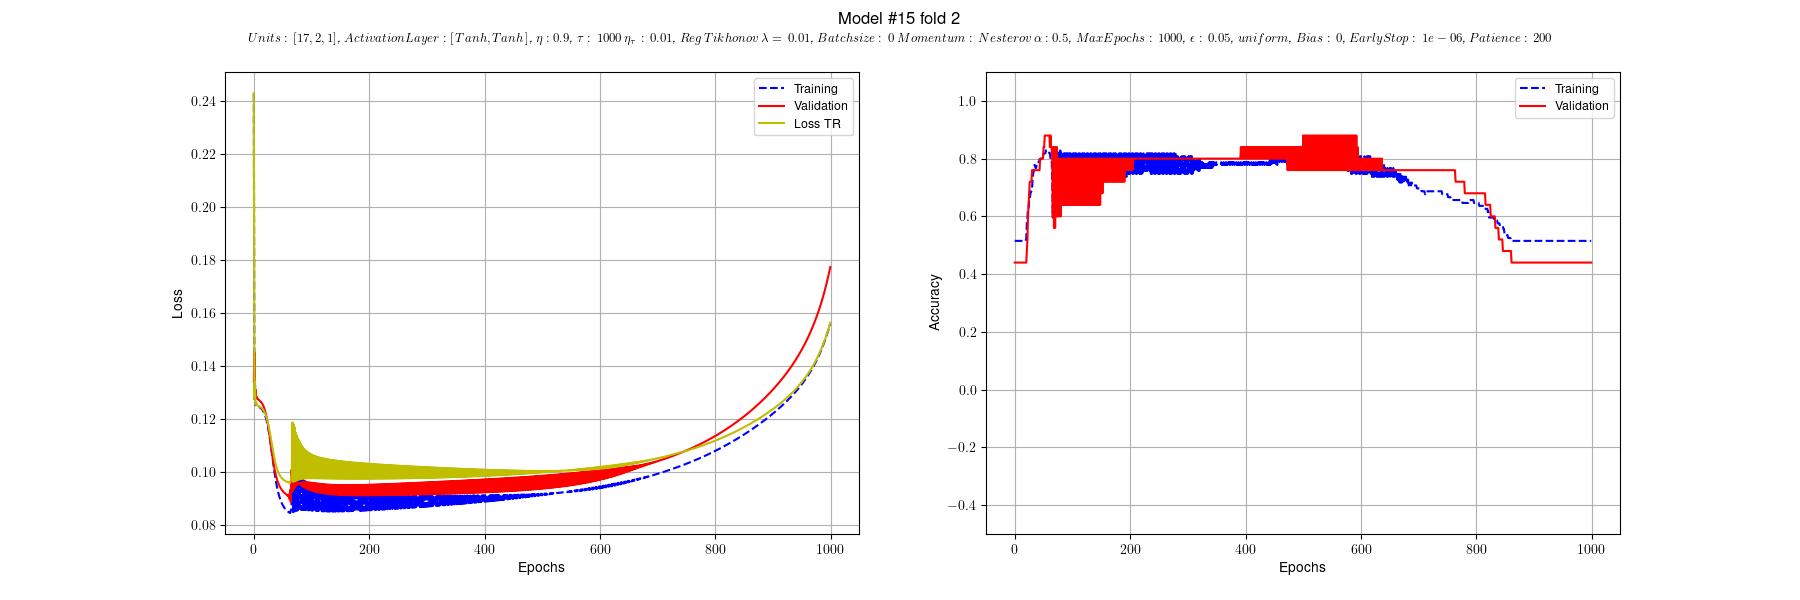 Model #15 fold 2
Units : [17, 2, 1], ActivationLayer : [Tanh, Tanh], η : 0.9, τ : 1000 ητ : 0.01, Reg Tikhonov λ = 0.01, Batchsize : 0 Momentum : Nesterov α : 0.5, MaxEpochs : 1000, ϵ : 0.05, uniform, Bias : 0, EarlyStop : 1e − 06, Patience : 200
Training
Validation
Loss TR
0.24
0.22
0.20
0.18
0.16
0.14
0.12
0.10
0.08
Loss
0 200 400 600 800 1000
Epochs
Training
Validation
1.0
0.8
0.6
0.4
0.2
0.0
−0.2
−0.4
Accuracy
0 200 400 600 800 1000
Epochs